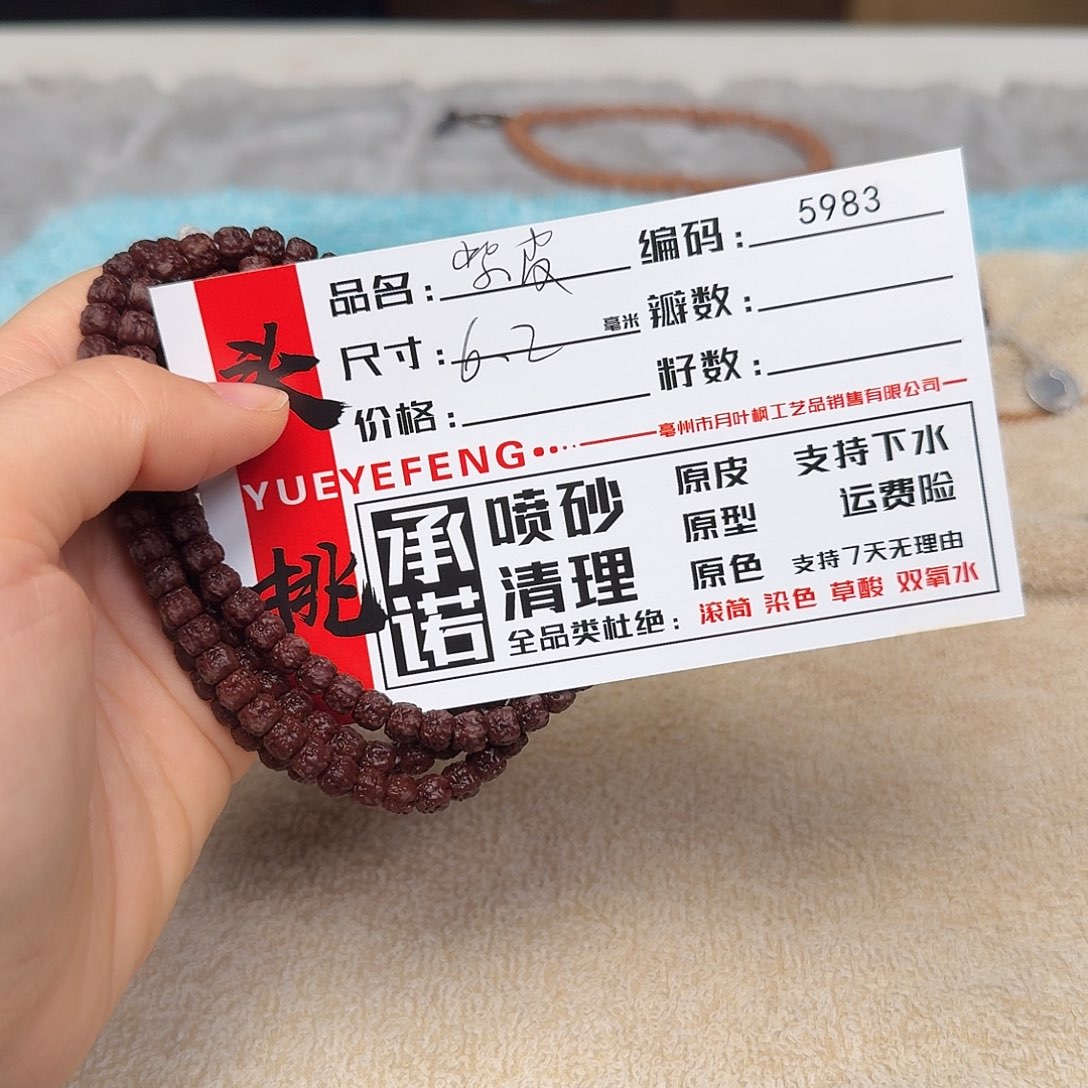 头挑
品名：紫皮
编码：5983
尺寸：6.2毫米
瓣数：
价格：
籽数：
YUEYEFENG
亳州市月叶枫工艺品销售有限公司
承诺
喷砂
清理
原皮
原型
原色
支持下水
运费险
支持7天无理由
全品类杜绝：滚筒 染色 草酸 双氧水